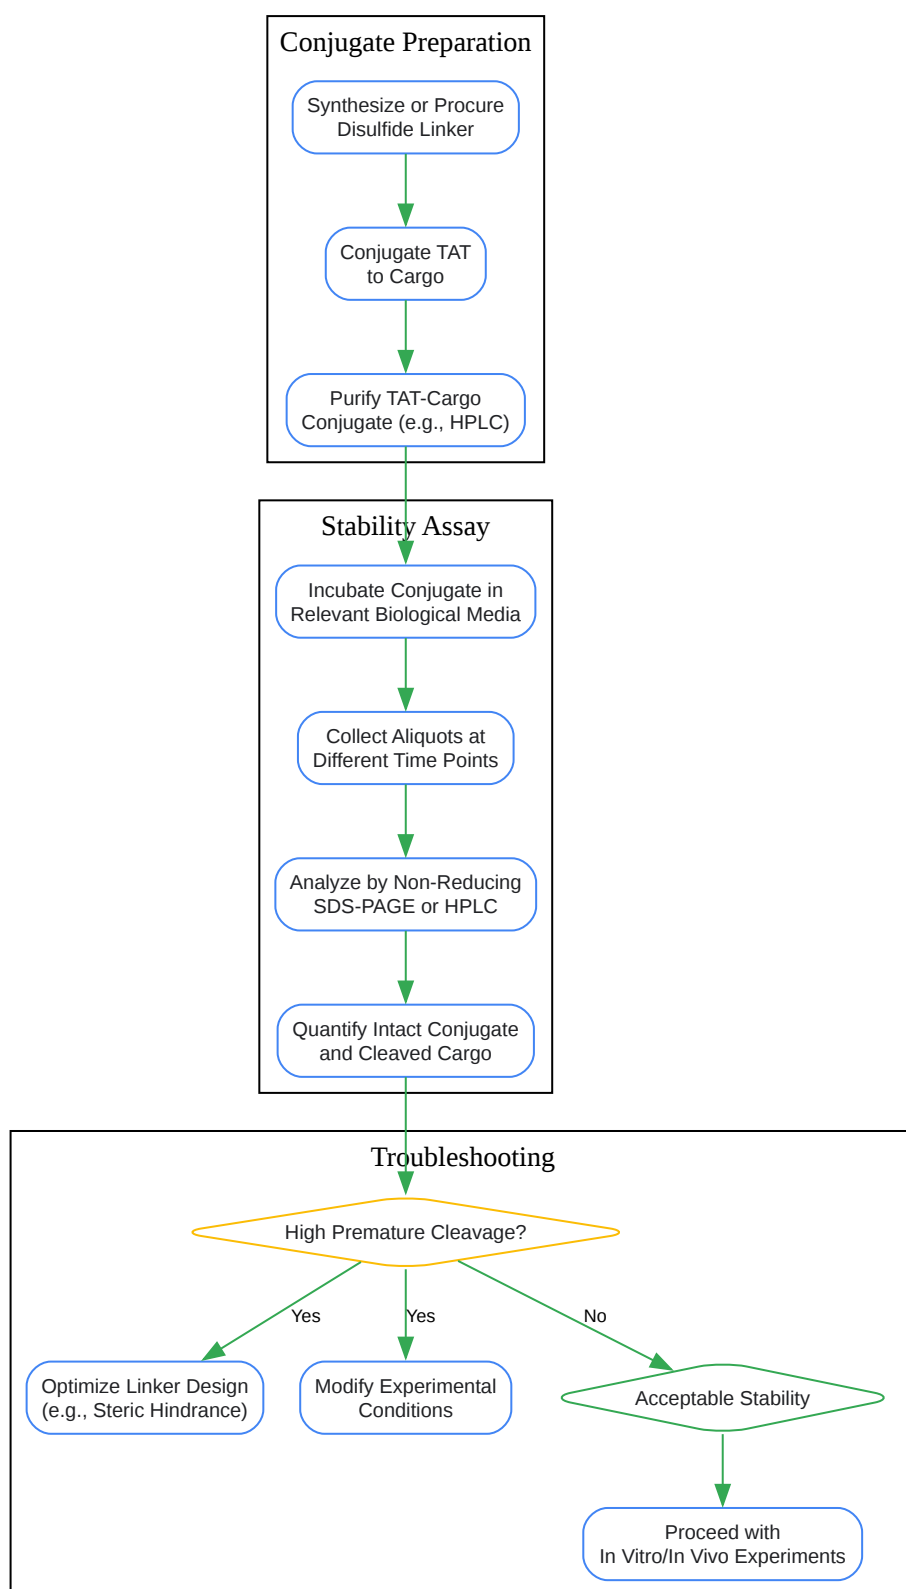 Conjugate Preparation
Synthesize or Procure
Disulfide Linker
Conjugate TAT
to Cargo
Purify TAT-Cargo
Conjugate (e.g., HPLC)
Stability Assay
Incubate Conjugate in
Relevant Biological Media
Collect Aliquots at
Different Time Points
Analyze by Non-Reducing
SDS-PAGE or HPLC
Quantify Intact Conjugate
and Cleaved Cargo
Troubleshooting
High Premature Cleavage?
Yes
Yes
No
Optimize Linker Design
(e.g., Steric Hindrance)
Modify Experimental
Conditions
Acceptable Stability
Proceed with
In Vitro/In Vivo Experiments